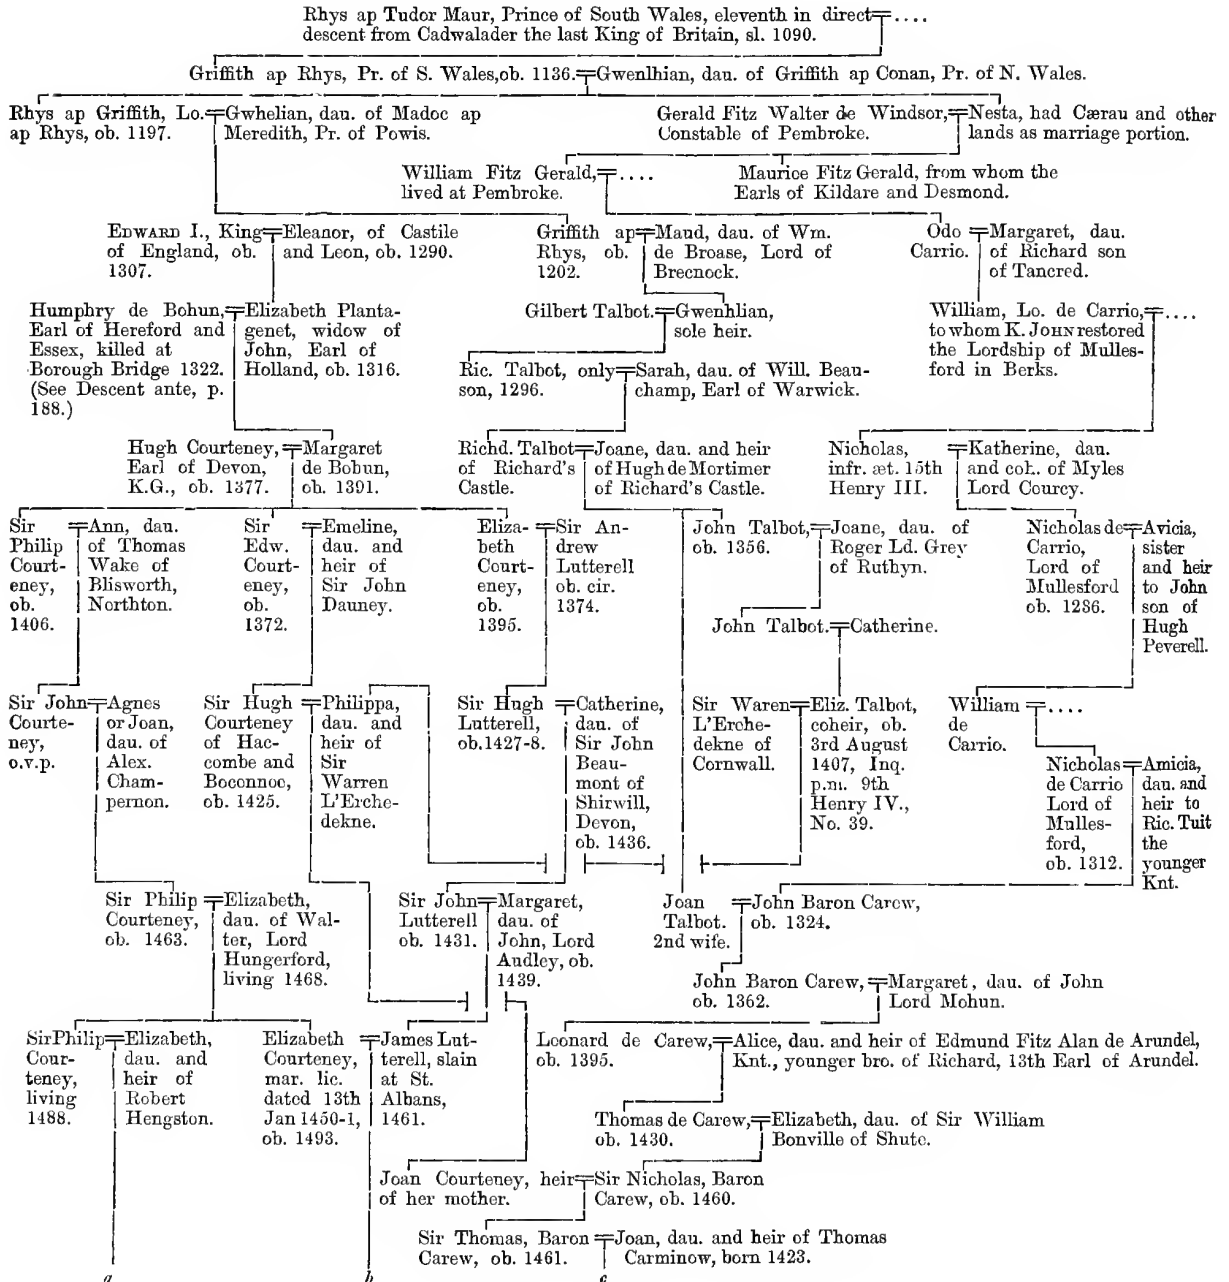 Rhys ap Tudor Maur, Prince of South Wales, eleventh in direct=....
descent from Cadwalader the last King of Britain, sl. 1090.
Griffith ap Rhys, Pr. of S. Wales, ob. 1136.=Gwenlhian, dau. of Griffith ap Conan, Pr. of N. Wales.
Rhys ap Griffith, Lo.=Gwhelian, dau. of Madoc ap
ap Rhys, ob. 1197. Meredith, Pr. of Powis.
Gerald Fitz Walter de Windsor,=Nesta, had Cærau and other
Constable of Pembroke. lands as marriage portion.
William Fitz Gerald,=....
lived at Pembroke.
Maurice Fitz Gerald, from whom the
Earls of Kildare and Desmond.
EDWARD I., King=Eleanor, of Castile
of England, ob. and Leon, ob. 1290.
1307.
Griffith ap=Maud, dau. of Wm.
Rhys, ob. de Broase, Lord of
1202. Brecnock.
Odo=Margaret, dau.
Carrio. of Richard son
of Tancred.
Humphry de Bohun,=Elizabeth Planta-
Earl of Hereford and genet, widow of
Essex, killed at John, Earl of
Borough Bridge 1322. Holland, ob. 1316.
(See Descent ante, p.
188.)
Gilbert Talbot.=Gwenhlian,
sole heir.
William, Lo. de Carrio,=....
to whom K. JOHN restored
the Lordship of Mulles-
ford in Berks.
Ric. Talbot, only=Sarah, dau. of Will. Beau-
son, 1296. champ, Earl of Warwick.
Hugh Courteney,=Margaret
Earl of Devon, de Bohun,
K.G., ob. 1377. ob. 1391.
Richd. Talbot=Joane, dau. and heir
of Richard's of Hugh de Mortimer
Castle. of Richard's Castle.
Nicholas,=Katherine, dau.
infr. æt. 15th and coh. of Myles
Henry III. Lord Courcy.
Sir=Ann, dau.
Philip of Thomas
Court- Wake of
eney, Blisworth,
ob. Northton.
1406.
Sir=Emeline,
Edw. dau. and
Court- heir of
eney, Sir John
ob. Dauney.
1372.
Eliza-=Sir An-
beth drew
Court- Lutterell
eney, ob. cir.
ob. 1374.
1395.
John Talbot,=Joane, dau. of
ob. 1356. Roger Ld. Grey
of Ruthyn.
Nicholas de=Avicia,
Carrio, sister
Lord of and heir
Mullesford to John
ob. 1286. son of
Hugh
Peverell.
John Talbot.=Catherine.
Sir John=Agnes
Courte- or Joan,
ney, dau. of
o.v.p. Alex.
Cham-
pernon.
Sir Hugh=Philippa,
Courteney dau. and
of Hac- heir of
combe and Sir
Boconnoc, Warren
ob. 1425. L'Erche-
dekne.
Sir Hugh=Catherine,
Lutterell, dau. of
ob. 1427-8. Sir John
Beau-
mont of
Shirwill,
Devon,
ob. 1436.
Sir Waren=Eliz. Talbot,
L'Erche- coheir, ob.
dekne of 3rd August
Cornwall. 1407, Inq.
p.m. 9th
Henry IV.,
No. 39.
William=....
de
Carrio.
Nicholas=Amicia,
de Carrio dau. and
Lord of heir to
Mulles- Ric. Tuit
ford, the
ob. 1312. younger
Knt.
Sir Philip=Elizabeth,
Courteney, dau. of Wal-
ob. 1463. ter, Lord
Hungerford,
living 1468.
Sir John=Margaret,
Lutterell dau. of
ob. 1431. John, Lord
Audley, ob.
1439.
Joan=John Baron Carew,
Talbot. ob. 1324.
2nd wife.
John Baron Carew,=Margaret, dau. of John
ob. 1362. Lord Mohun.
Sir Philip=Elizabeth,
Cour- dau. and
teney, heir of
living Robert
1488. Hengston.
Elizabeth=James Lut-
Courteney, terell, slain
mar. lic. at St.
dated 13th Albans,
Jan 1450-1, 1461.
ob. 1493.
Leonard de Carew,=Alice, dau. and heir of Edmund Fitz Alan de Arundel,
ob. 1395. Knt., younger bro. of Richard, 13th Earl of Arundel.
Thomas de Carew,=Elizabeth, dau. of Sir William
ob. 1430. Bonville of Shute.
Joan Courteney, heir=Sir Nicholas, Baron
of her mother. Carew, ob. 1460.
Sir Thomas, Baron=Joan, dau. and heir of Thomas
Carew, ob. 1461. Carminow, born 1423.
a b c